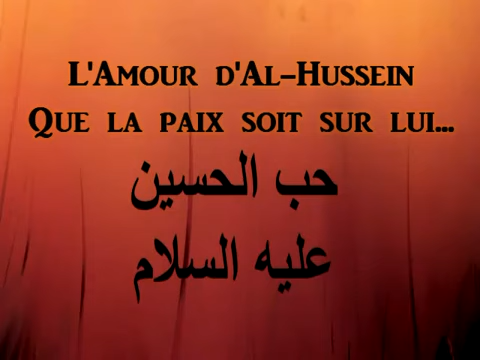 L'Amour d'Al-Hussein
Que la paix soit sur lui...
حب الحسين
عليه السلام